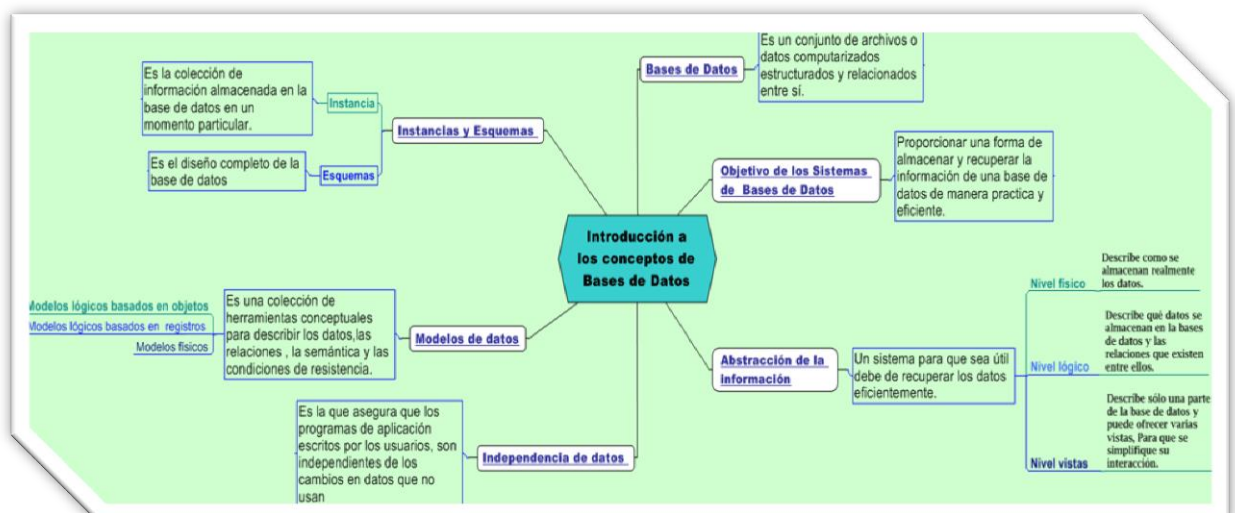 Introducción a
los conceptos de
Bases de Datos
Bases de Datos
Es un conjunto de archivos o
datos computarizados
estructurados y relacionados
entre sí.
Objetivo de los Sistemas
de Bases de Datos
Proporcionar una forma de
almacenar y recuperar la
información de una base de
datos de manera practica y
eficiente.
Abstracción de la
información
Un sistema para que sea útil
debe de recuperar los datos
eficientemente.
Nivel físico
Describe como se
almacenan realmente
los datos.
Nivel lógico
Describe qué datos se
almacenan en la bases
de datos y las
relaciones que existen
entre ellos.
Nivel vistas
Describe sólo una parte
de la base de datos y
puede ofrecer varias
vistas, Para que se
simplifique su
interacción.
Independencia de datos
Es la que asegura que los
programas de aplicación
escritos por los usuarios, son
independientes de los
cambios en datos que no
usan
Modelos de datos
Es una colección de
herramientas conceptuales
para describir los datos,las
relaciones , la semántica y las
condiciones de resistencia.
Modelos lógicos basados en objetos
Modelos lógicos basados en registros
Modelos físicos
Instancias y Esquemas
Instancia
Es la colección de
información almacenada en la
base de datos en un
momento particular.
Esquemas
Es el diseño completo de la
base de datos